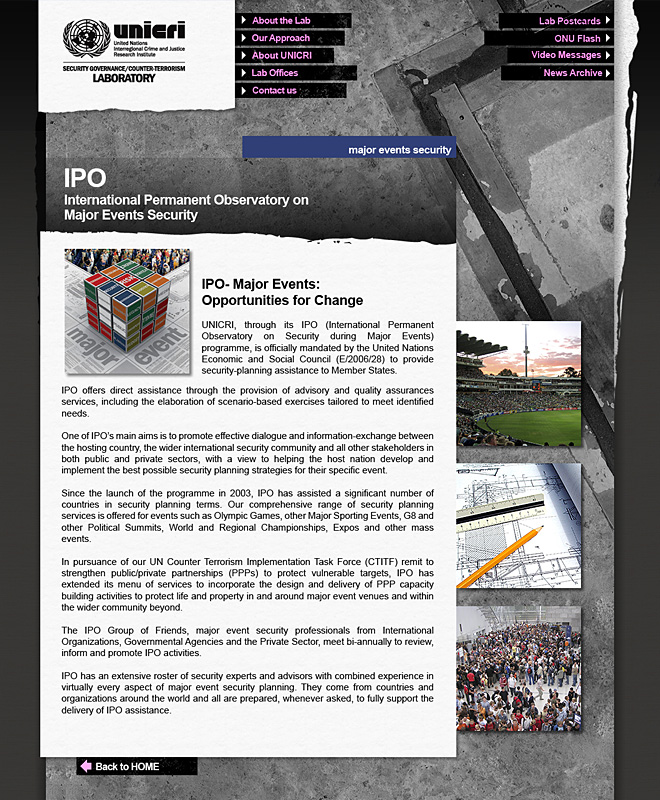 unicri
United Nations
Interregional Crime and Justice
Research Institute
SECURITY GOVERNANCE/COUNTER-TERRORISM
LABORATORY
About the Lab
Our Approach
About UNICRI
Lab Offices
Contact us
Lab Postcards
ONU Flash
Video Messages
News Archive
major events security
IPO
International Permanent Observatory on
Major Events Security
major
event
IPO- Major Events:
Opportunities for Change
UNICRI, through its IPO (International Permanent
Observatory on Security during Major Events)
programme, is officially mandated by the United Nations
Economic and Social Council (E/2006/28) to provide
security-planning assistance to Member States.
IPO offers direct assistance through the provision of advisory and quality assurances
services, including the elaboration of scenario-based exercises tailored to meet identified
needs.
One of IPO's main aims is to promote effective dialogue and information-exchange between
the hosting country, the wider international security community and all other stakeholders in
both public and private sectors, with a view to helping the host nation develop and
implement the best possible security planning strategies for their specific event.
Since the launch of the programme in 2003, IPO has assisted a significant number of
countries in security planning terms. Our comprehensive range of security planning
services is offered for events such as Olympic Games, other Major Sporting Events, G8 and
other Political Summits, World and Regional Championships, Expos and other mass
events.
In pursuance of our UN Counter Terrorism Implementation Task Force (CTITF) remit to
strengthen public/private partnerships (PPPs) to protect vulnerable targets, IPO has
extended its menu of services to incorporate the design and delivery of PPP capacity
building activities to protect life and property in and around major event venues and within
the wider community beyond.
The IPO Group of Friends, major event security professionals from International
Organizations, Governmental Agencies and the Private Sector, meet bi-annually to review,
inform and promote IPO activities.
IPO has an extensive roster of security experts and advisors with combined experience in
virtually every aspect of major event security planning. They come from countries and
organizations around the world and all are prepared, whenever asked, to fully support the
delivery of IPO assistance.
Back to HOME